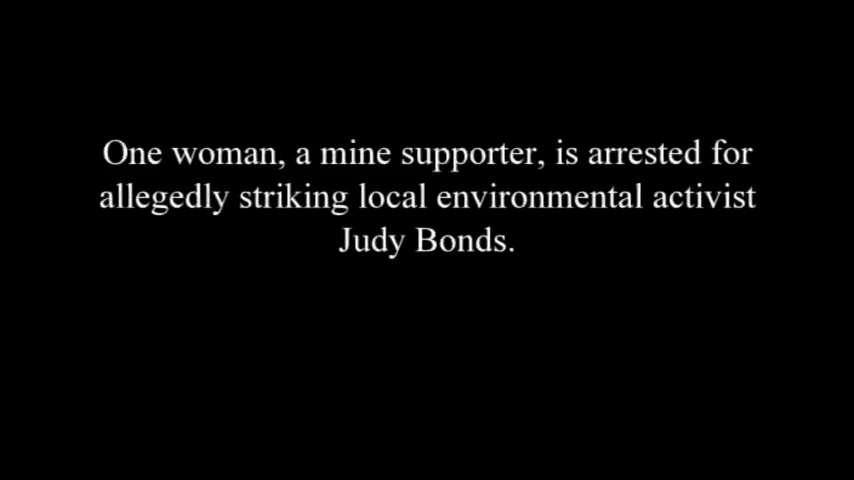 One woman, a mine supporter, is arrested for
allegedly striking local environmental activist
Judy Bonds.